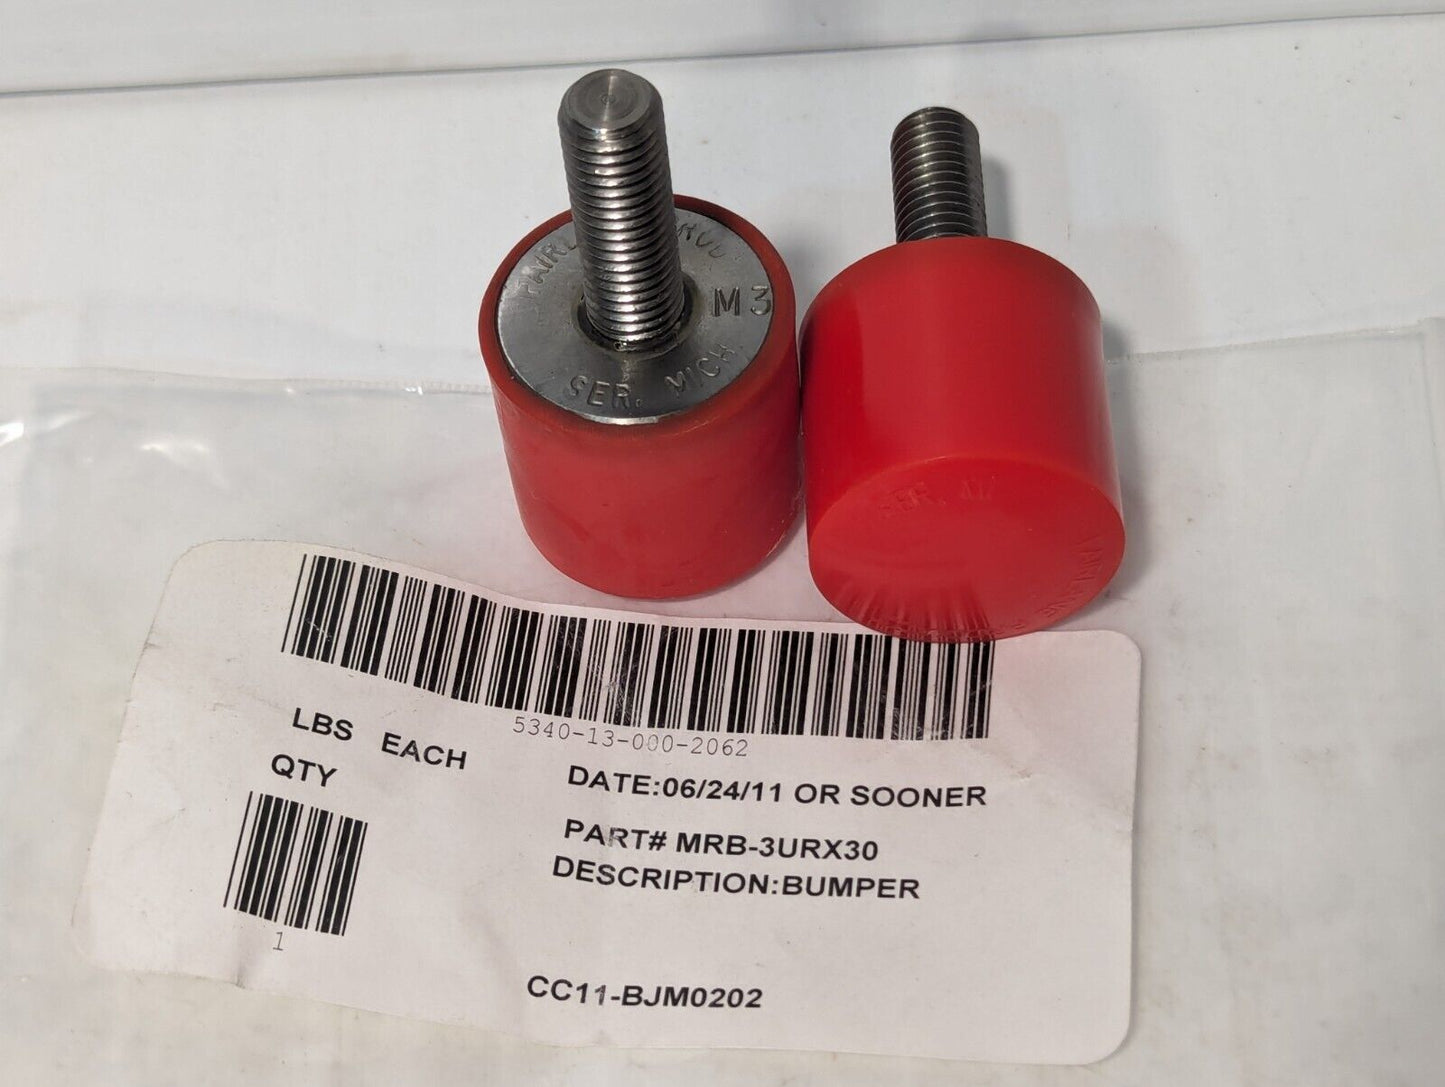 M3
SER. MICH.
SER.
5340-13-000-2062
LBS EACH
QTY
1
DATE:06/24/11 OR SOONER
PART# MRB-3URX30
DESCRIPTION:BUMPER
CC11-BJM0202